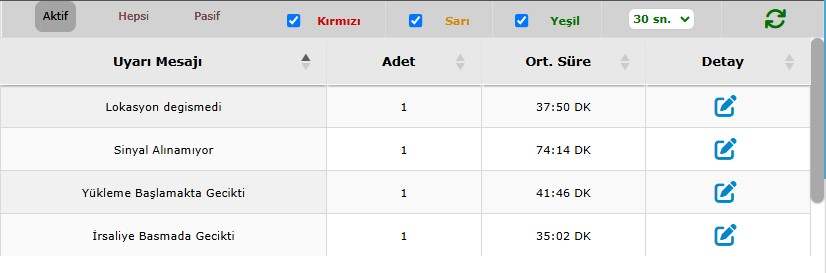 Aktif Hepsi Pasif Kırmızı Sarı Yeşil 30 sn.
Uyarı Mesajı Adet Ort. Süre Detay
Lokasyon degismedi 1 37:50 DK
Sinyal Alınamıyor 1 74:14 DK
Yükleme Başlamakta Gecikti 1 41:46 DK
İrsaliye Basmada Gecikti 1 35:02 DK